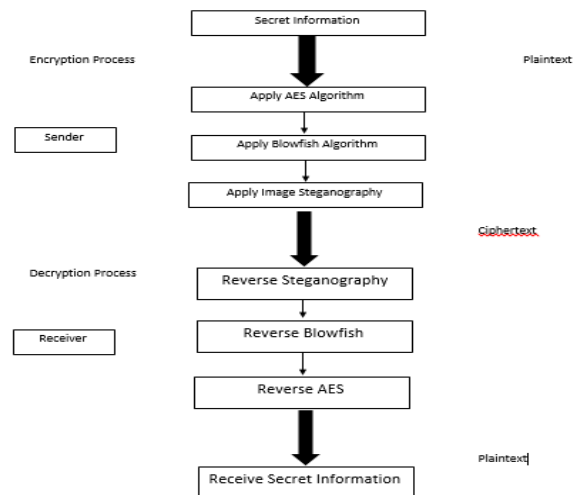 Secret Information
Encryption Process
Plaintext
Apply AES Algorithm
Sender
Apply Blowfish Algorithm
Apply Image Steganography
Ciphertext
Decryption Process
Reverse Steganography
Receiver
Reverse Blowfish
Reverse AES
Plaintext
Receive Secret Information